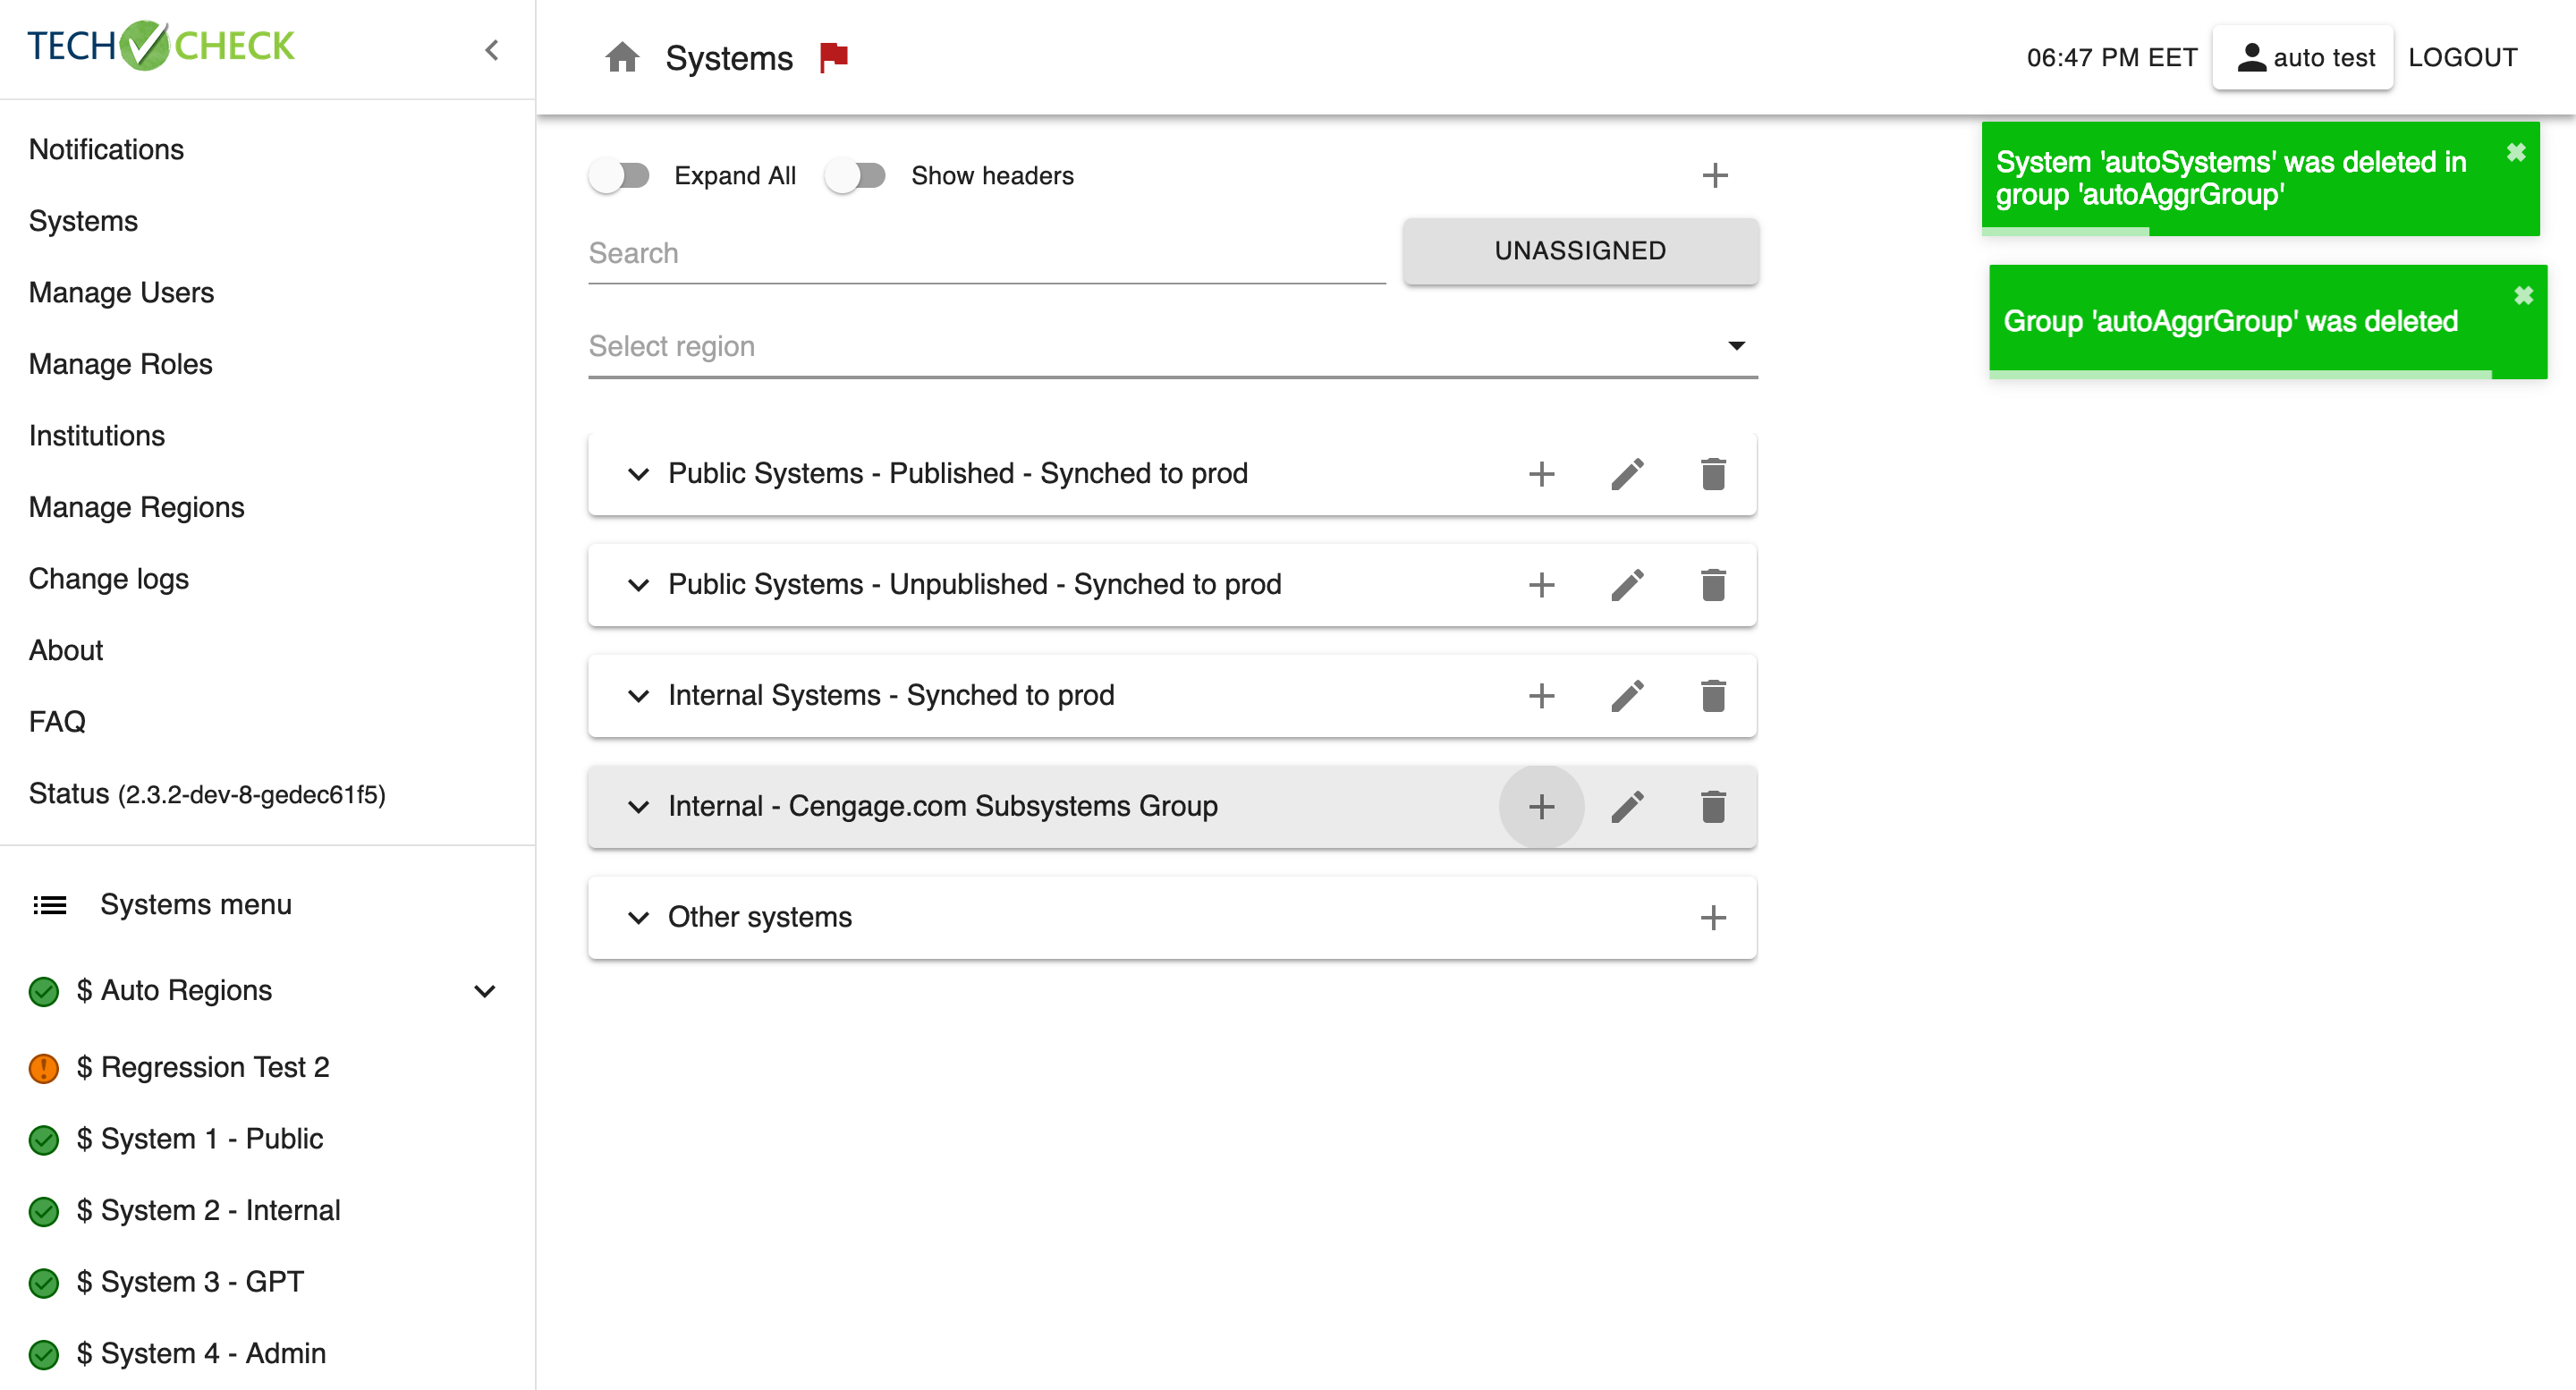 TECH CHECK
Systems
06:47 PM EET
auto test
LOGOUT
Notifications
Systems
Manage Users
Manage Roles
Institutions
Manage Regions
Change logs
About
FAQ
Status (2.3.2-dev-8-gedec61f5)
Systems menu
$ Auto Regions
$ Regression Test 2
$ System 1 - Public
$ System 2 - Internal
$ System 3 - GPT
$ System 4 - Admin
Expand All
Show headers
Search
UNASSIGNED
Select region
Public Systems - Published - Synched to prod
Public Systems - Unpublished - Synched to prod
Internal Systems - Synched to prod
Internal - Cengage.com Subsystems Group
Other systems
System 'autoSystems' was deleted in
group 'autoAggrGroup'
Group 'autoAggrGroup' was deleted